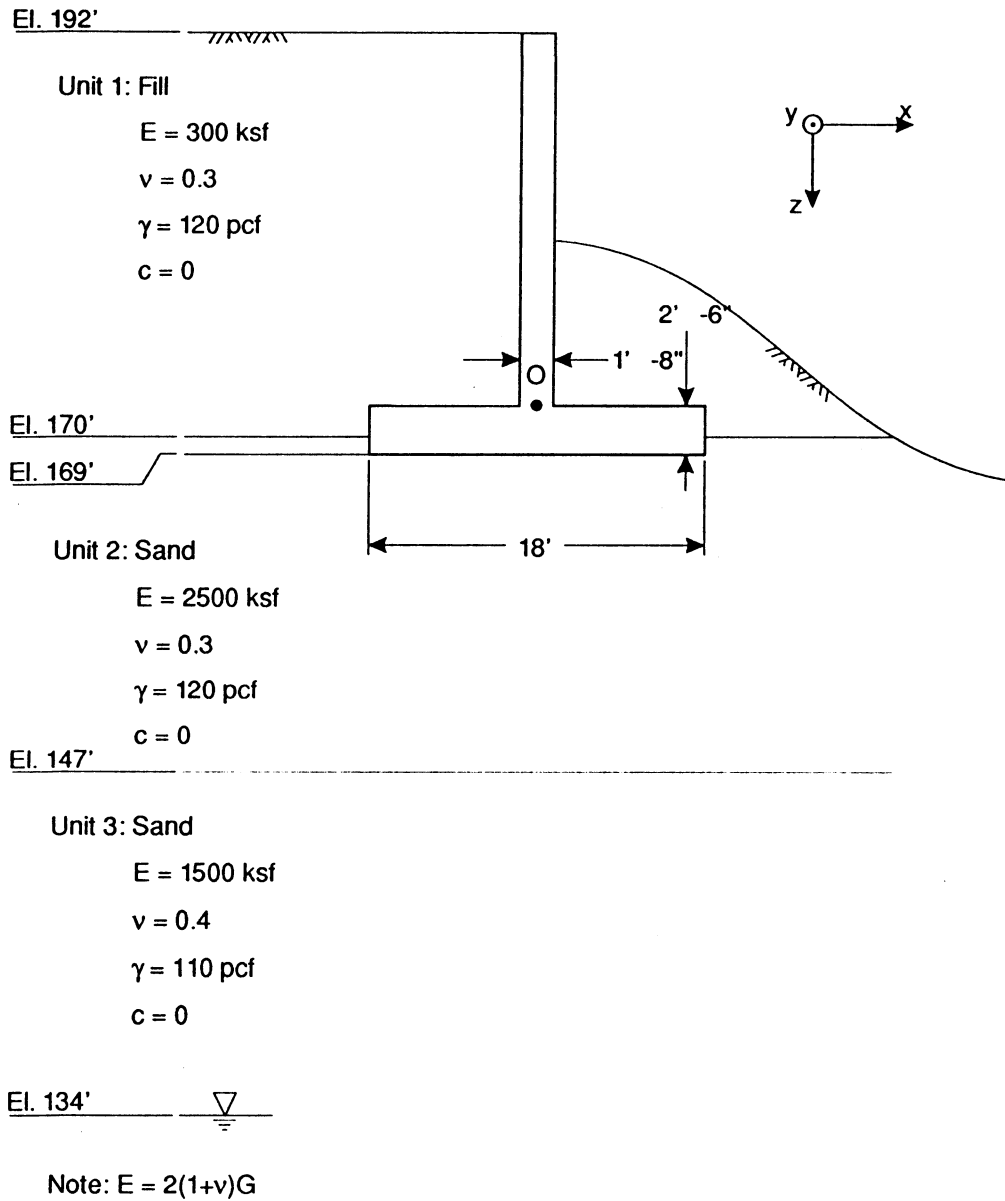 El. 192'
Unit 1: Fill
E = 300 ksf
ν = 0.3
γ = 120 pcf
c = 0
y x
z
2' -6"
1' -8"
O
El. 170'
El. 169'
18'
Unit 2: Sand
E = 2500 ksf
ν = 0.3
γ = 120 pcf
c = 0
El. 147'
Unit 3: Sand
E = 1500 ksf
ν = 0.4
γ = 110 pcf
c = 0
El. 134'
Note: E = 2(1+ν)G